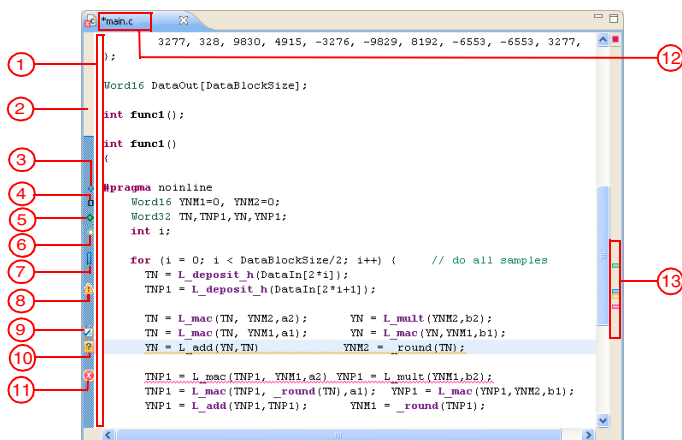 *main.c
3277, 328, 9830, 4915, -3276, -9829, 8192, -6553, -6553, 3277,
);
Word16 DataOut[DataBlockSize];
int func1();
int func1()
{
#pragma noinline
Word16 YNM1=0, YNM2=0;
Word32 TN,TNP1,YN,YNP1;
int i;
for (i = 0; i < DataBlockSize/2; i++) { // do all samples
TN = L_deposit_h(DataIn[2*i]);
TNP1 = L_deposit_h(DataIn[2*i+1]);
TN = L_mac(TN, YNM2,a2); YN = L_mult(YNM2,b2);
TN = L_mac(TN, YNM1,a1); YN = L_mac(YN,YNM1,b1);
YN = L_add(YN,TN) YNM2 = _round(TN);
TNP1 = L_mac(TNP1, YNM1,a2) YNP1 = L_mult(YNM1,b2);
TNP1 = L_mac(TNP1, _round(TN),a1); YNP1 = L_mac(YNP1,YNM2,b1);
YNP1 = L_add(YNP1,TNP1); YNM1 = _round(TNP1);
1
2
3
4
5
6
7
8
9
10
11
12
13